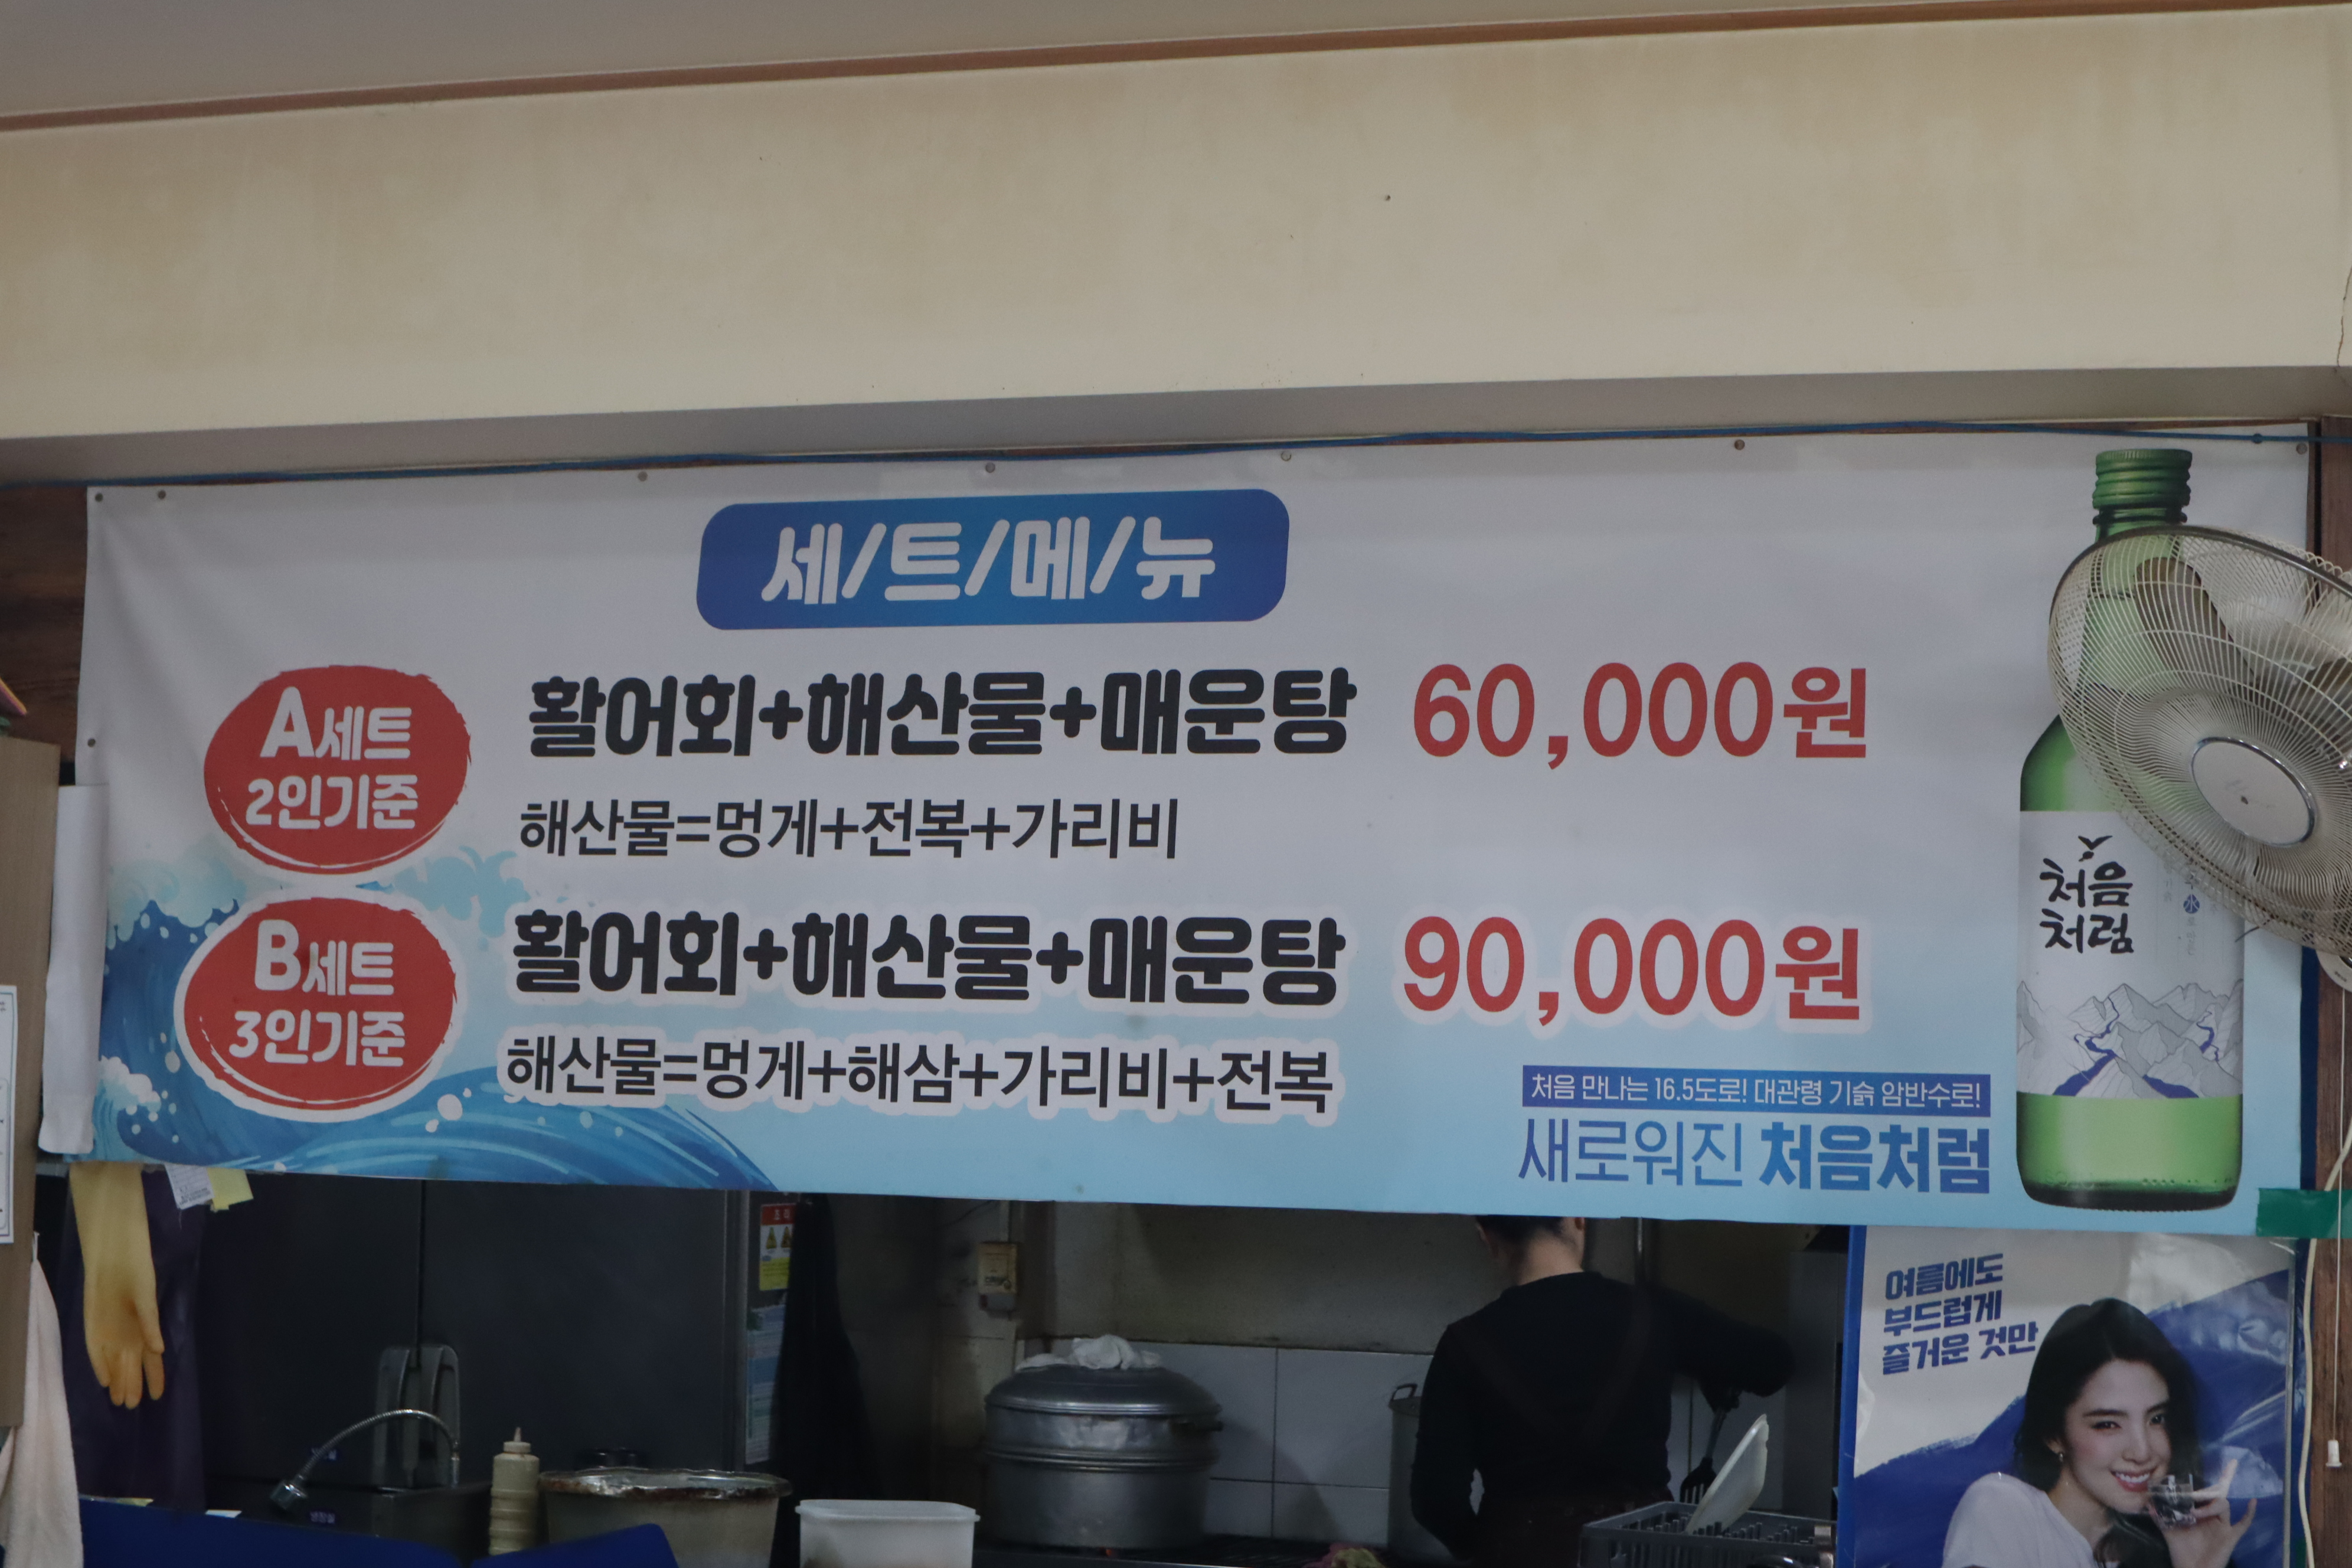 세/트/메/뉴
A세트
2인기준
활어회+해산물+매운탕 60,000원
해산물=멍게+전복+가리비
B세트
3인기준
활어회+해산물+매운탕 90,000원
해산물=멍게+해삼+가리비+전복
처음 만나는 16.5도로! 대관령 기슭 암반수로!
새로워진 처음처럼
처음
처럼
여름에도
부드럽게
즐거운 것만